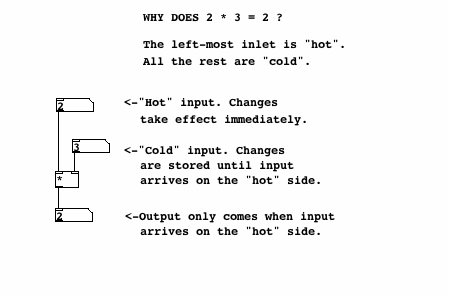 WHY DOES 2 * 3 = 2 ?
The left-most inlet is "hot".
All the rest are "cold".
2
<-"Hot" input. Changes
take effect immediately.
3
<-"Cold" input. Changes
are stored until input
*
arrives on the "hot" side.
2
<-Output only comes when input
arrives on the "hot" side.